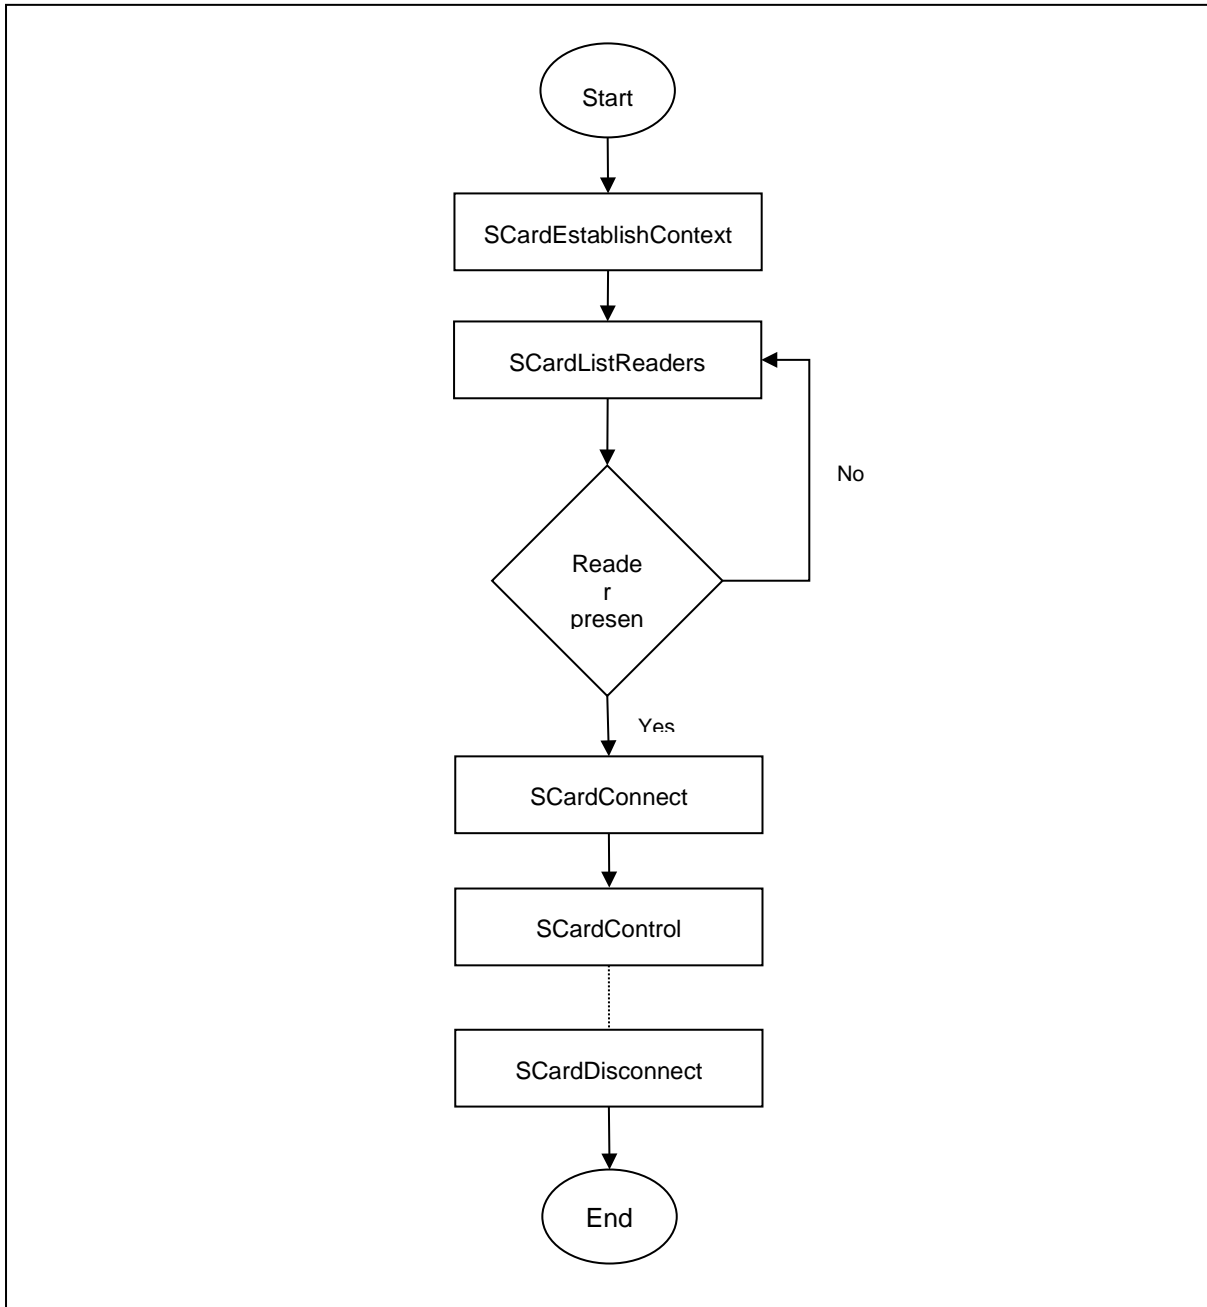 Start
SCardEstablishContext
SCardListReaders
No
Reade
r
presen
Yes
SCardConnect
SCardControl
SCardDisconnect
End